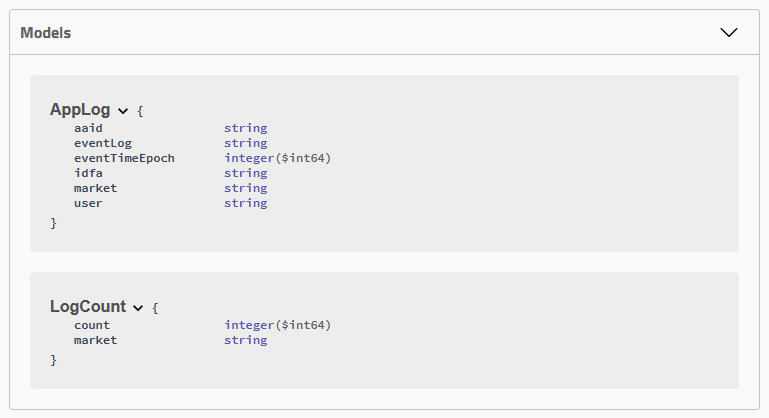 Models
AppLog {
aaid string
eventLog string
eventTimeEpoch integer($int64)
idfa string
market string
user string
}
LogCount {
count integer($int64)
market string
}